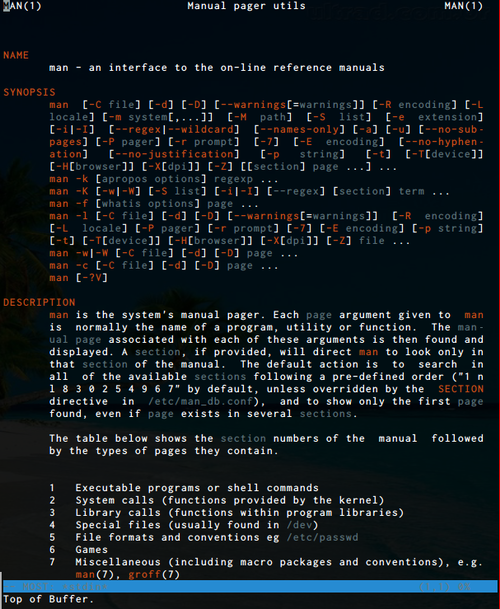 MAN(1) Manual pager utils MAN(1)
NAME
man - an interface to the on-line reference manuals
SYNOPSIS
man [-C file] [-d] [-D] [--warnings[=warnings]] [-R encoding] [-L
locale] [-m system[,...]] [-M path] [-S list] [-e extension]
[-i|-I] [--regex|--wildcard] [--names-only] [-a] [-u] [--no-sub-
pages] [-P pager] [-r prompt] [-7] [-E encoding] [--no-hyphen-
ation] [--no-justification] [-p string] [-t] [-T[device]]
[-H[browser]] [-X[dpi]] [-Z] [[section] page ...] ...
man -k [apropos options] regexp ...
man -K [-w|-W] [-S list] [-i|-I] [--regex] [section] term ...
man -f [whatis options] page ...
man -l [-C file] [-d] [-D] [--warnings[=warnings]] [-R encoding]
[-L locale] [-P pager] [-r prompt] [-7] [-E encoding] [-p string]
[-t] [-T[device]] [-H[browser]] [-X[dpi]] [-Z] file ...
man -w|-W [-C file] [-d] [-D] page ...
man -c [-C file] [-d] [-D] page ...
man [-?V]
DESCRIPTION
man is the system's manual pager. Each page argument given to man
is normally the name of a program, utility or function. The man-
ual page associated with each of these arguments is then found and
displayed. A section, if provided, will direct man to look only in
that section of the manual. The default action is to search in
all of the available sections following a pre-defined order ("1 n
l 8 3 0 2 5 4 9 6 7" by default, unless overridden by the SECTION
directive in /etc/man_db.conf), and to show only the first page
found, even if page exists in several sections.
The table below shows the section numbers of the manual followed
by the types of pages they contain.
1 Executable programs or shell commands
2 System calls (functions provided by the kernel)
3 Library calls (functions within program libraries)
4 Special files (usually found in /dev)
5 File formats and conventions eg /etc/passwd
6 Games
7 Miscellaneous (including macro packages and conventions), e.g.
man(7), groff(7)
Top of Buffer.